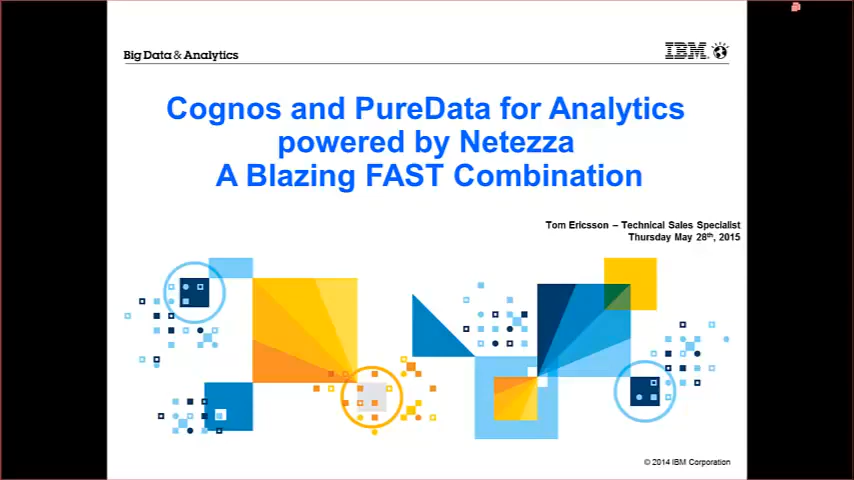 Big Data & Analytics
IBM
Cognos and PureData for Analytics
powered by Netezza
A Blazing FAST Combination
Tom Ericsson – Technical Sales Specialist
Thursday May 28th, 2015
© 2014 IBM Corporation